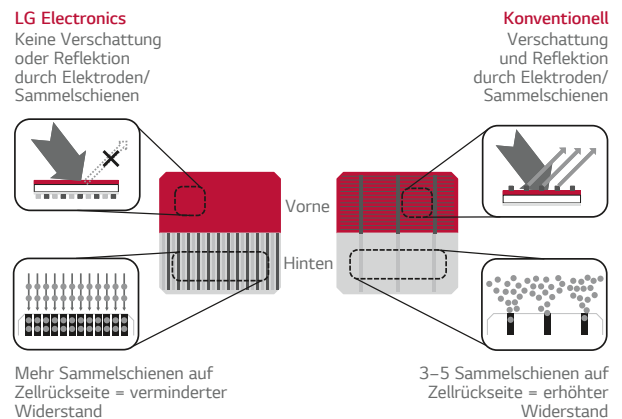 LG Electronics
Keine Verschattung
oder Reflektion
durch Elektroden/
Sammelschienen
Konventionell
Verschattung
und Reflektion
durch Elektroden/
Sammelschienen
Vorne
Hinten
Mehr Sammelschienen auf
Zellrückseite = verminderter
Widerstand
3–5 Sammelschienen auf
Zellrückseite = erhöhter
Widerstand